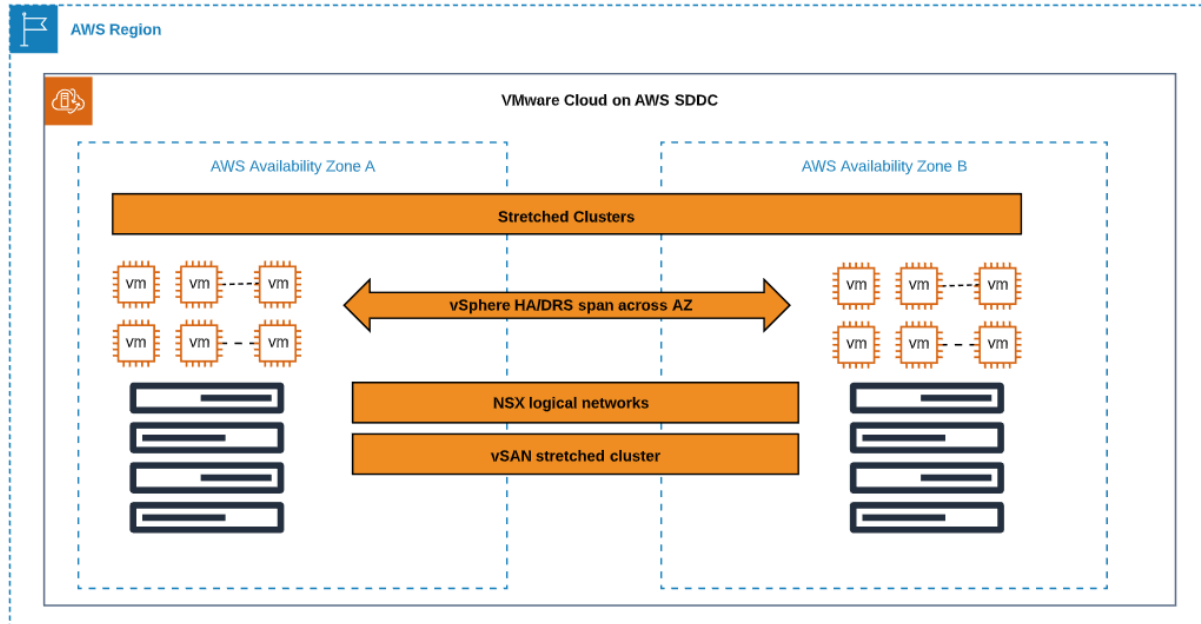 AWS Region
VMware Cloud on AWS SDDC
AWS Availability Zone A
AWS Availability Zone B
Stretched Clusters
vm vm vm
vm vm vm
vSphere HA/DRS span across AZ
vm vm vm
vm vm vm
NSX logical networks
vSAN stretched cluster